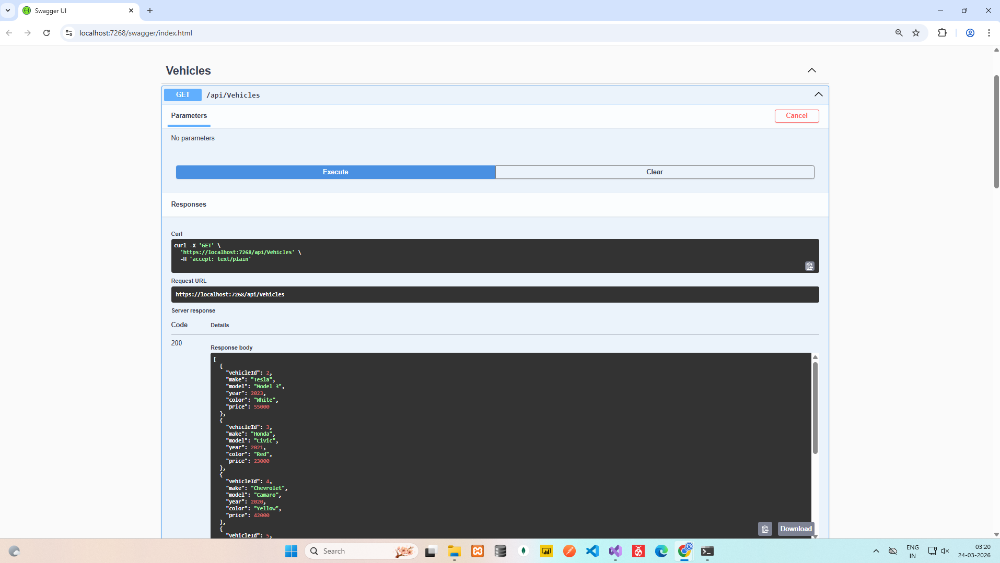 Swagger UI
localhost:7268/swagger/index.html
Vehicles
GET /api/Vehicles
Parameters
Cancel
No parameters
Execute
Clear
Responses
Curl
curl -X 'GET' \
  'https://localhost:7268/api/Vehicles' \
  -H 'accept: text/plain'
Request URL
https://localhost:7268/api/Vehicles
Server response
Code Details
200
Response body
[
  {
    "vehicleId": 2,
    "make": "Tesla",
    "model": "Model 3",
    "year": 2023,
    "color": "White",
    "price": 55000
  },
  {
    "vehicleId": 3,
    "make": "Honda",
    "model": "Civic",
    "year": 2021,
    "color": "Red",
    "price": 23000
  },
  {
    "vehicleId": 4,
    "make": "Chevrolet",
    "model": "Camaro",
    "year": 2020,
    "color": "Yellow",
    "price": 42000
  },
  {
    "vehicleId": 5,
Download
Search
ENG
IN
03:20
24-03-2026